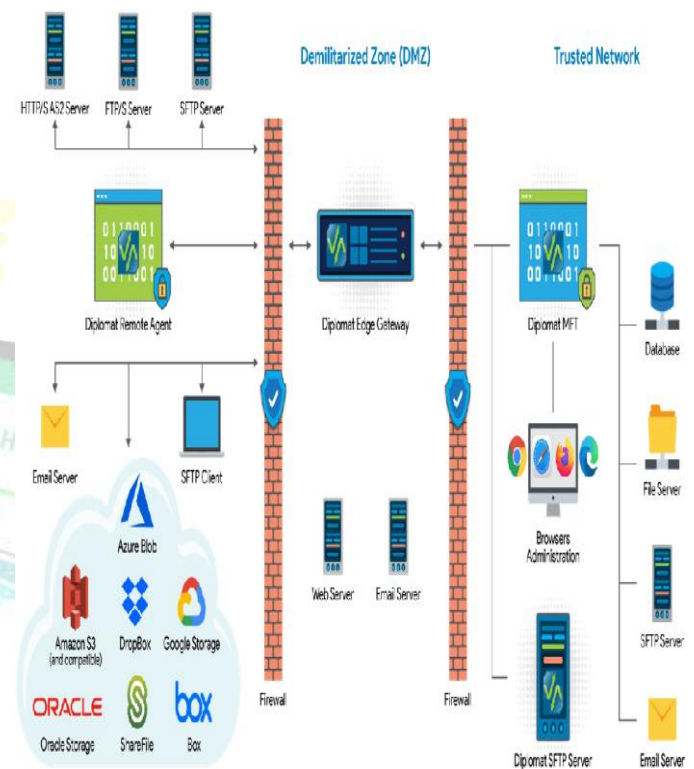 Demilitarized Zone (DMZ)
Trusted Network
HTTP/S AS2 Server
FTP/S Server
SFTP Server
Diplomat Remote Agent
Diplomat Edge Gateway
Diplomat MFT
Database
Email Server
SFTP Client
File Server
Azure Blob
Browsers
Administration
Web Server
Email Server
Amazon S3
(and compatible)
DropBox
Google Storage
SFTP Server
ORACLE
box
Oracle Storage
ShareFile
Box
Firewall
Firewall
Diplomat SFTP Server
Email Server